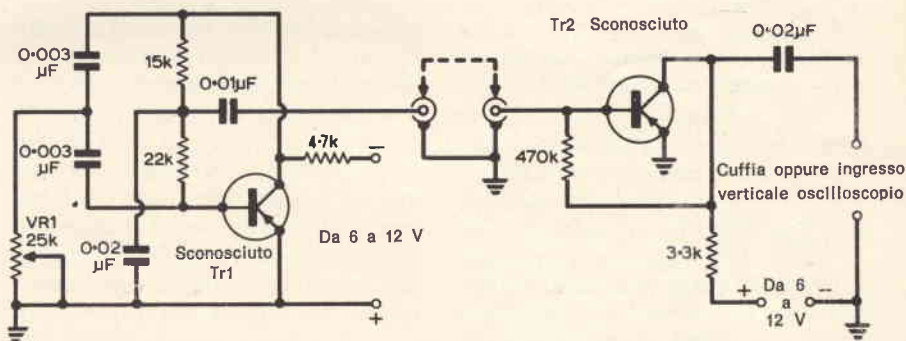 Tr2 Sconosciuto
0·02µF
0·003
µF
15k
0·01µF
0·003
µF
22k
4·7k
−
470k
Cuffia oppure ingresso
verticale oscilloscopio
VR1
25k
0·02
µF
Sconosciuto
Tr1
Da 6 a 12 V
+
3·3k
+ Da 6 −
a
12 V